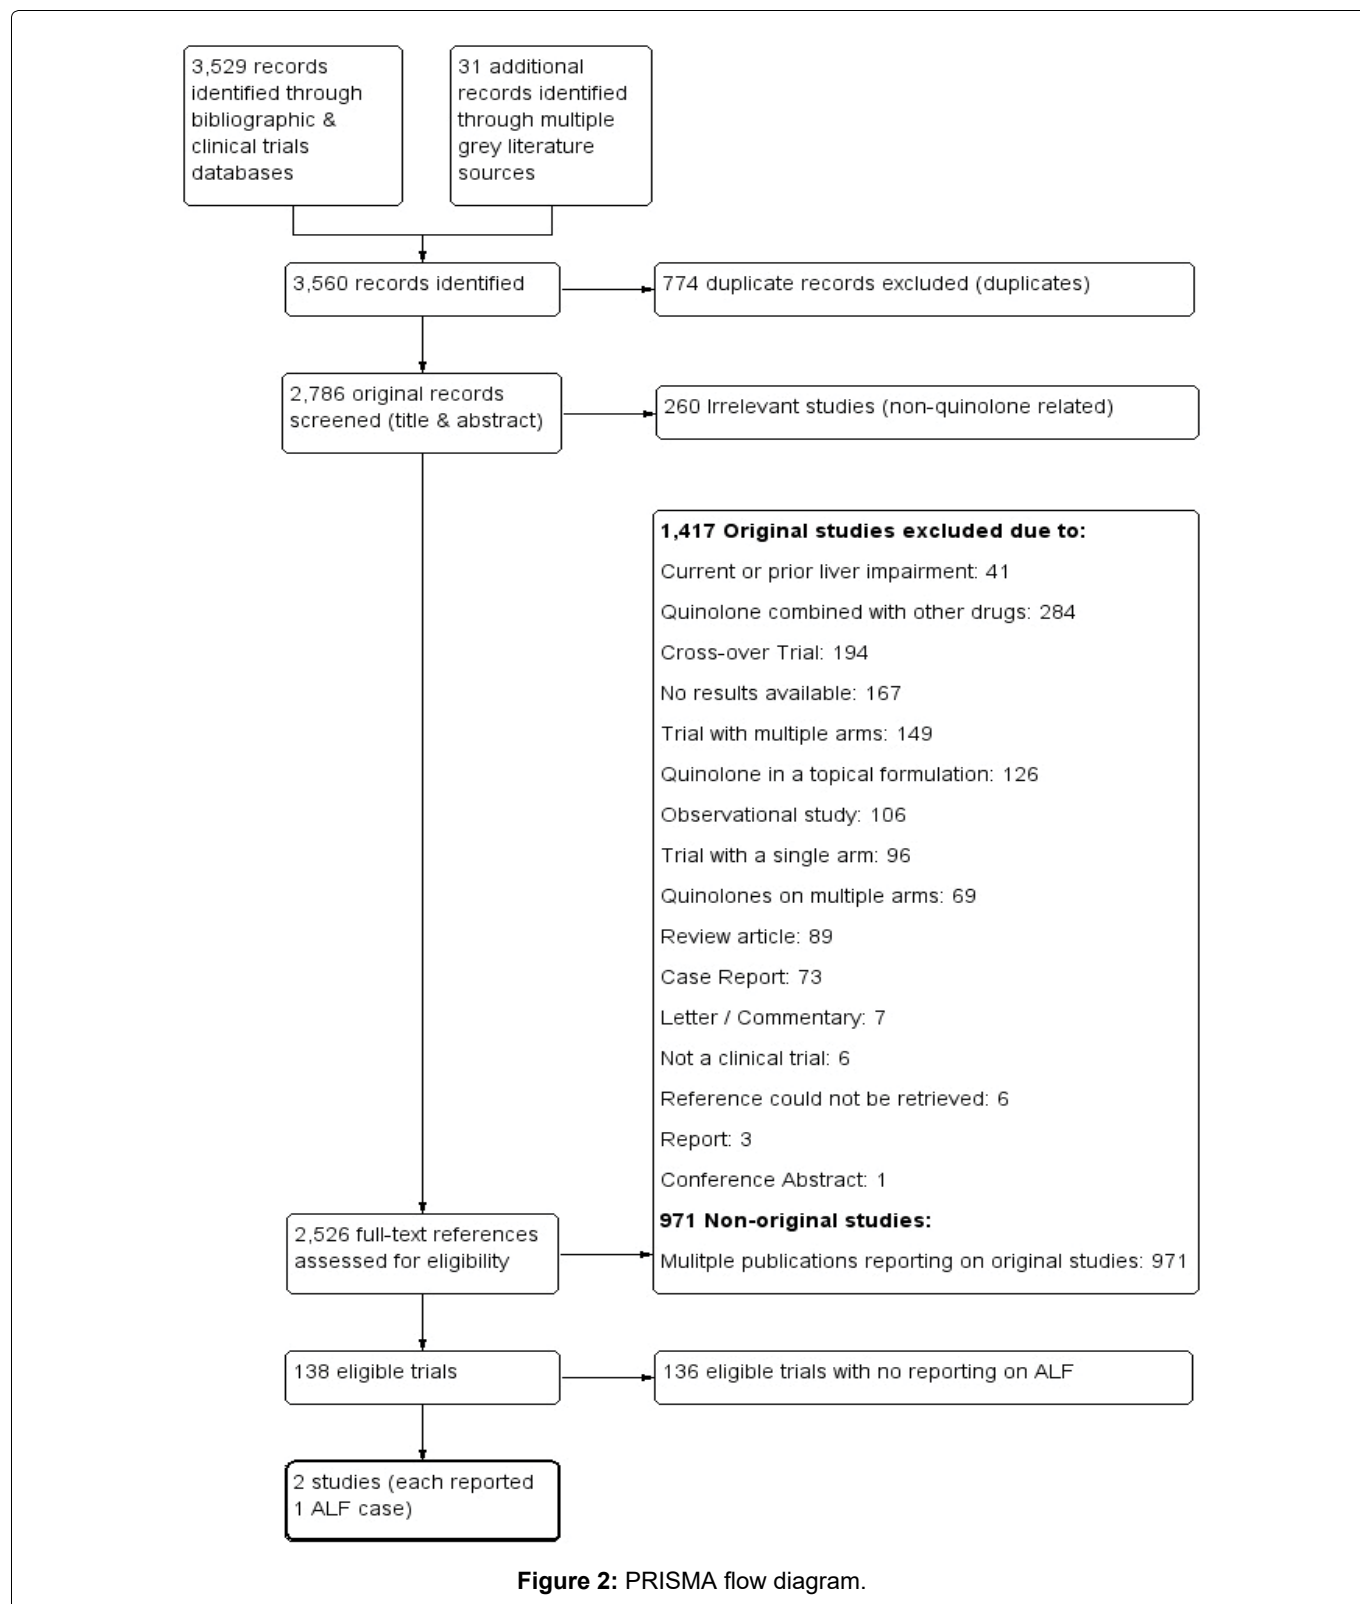 3,529 records
identified through
bibliographic &
clinical trials
databases
31 additional
records identified
through multiple
grey literature
sources
3,560 records identified
774 duplicate records excluded (duplicates)
2,786 original records
screened (title & abstract)
260 Irrelevant studies (non-quinolone related)
1,417 Original studies excluded due to:
Current or prior liver impairment: 41
Quinolone combined with other drugs: 284
Cross-over Trial: 194
No results available: 167
Trial with multiple arms: 149
Quinolone in a topical formulation: 126
Observational study: 106
Trial with a single arm: 96
Quinolones on multiple arms: 69
Review article: 89
Case Report: 73
Letter / Commentary: 7
Not a clinical trial: 6
Reference could not be retrieved: 6
Report: 3
Conference Abstract: 1
971 Non-original studies:
Mulitple publications reporting on original studies: 971
2,526 full-text references
assessed for eligibility
138 eligible trials
136 eligible trials with no reporting on ALF
2 studies (each reported
1 ALF case)
Figure 2: PRISMA flow diagram.